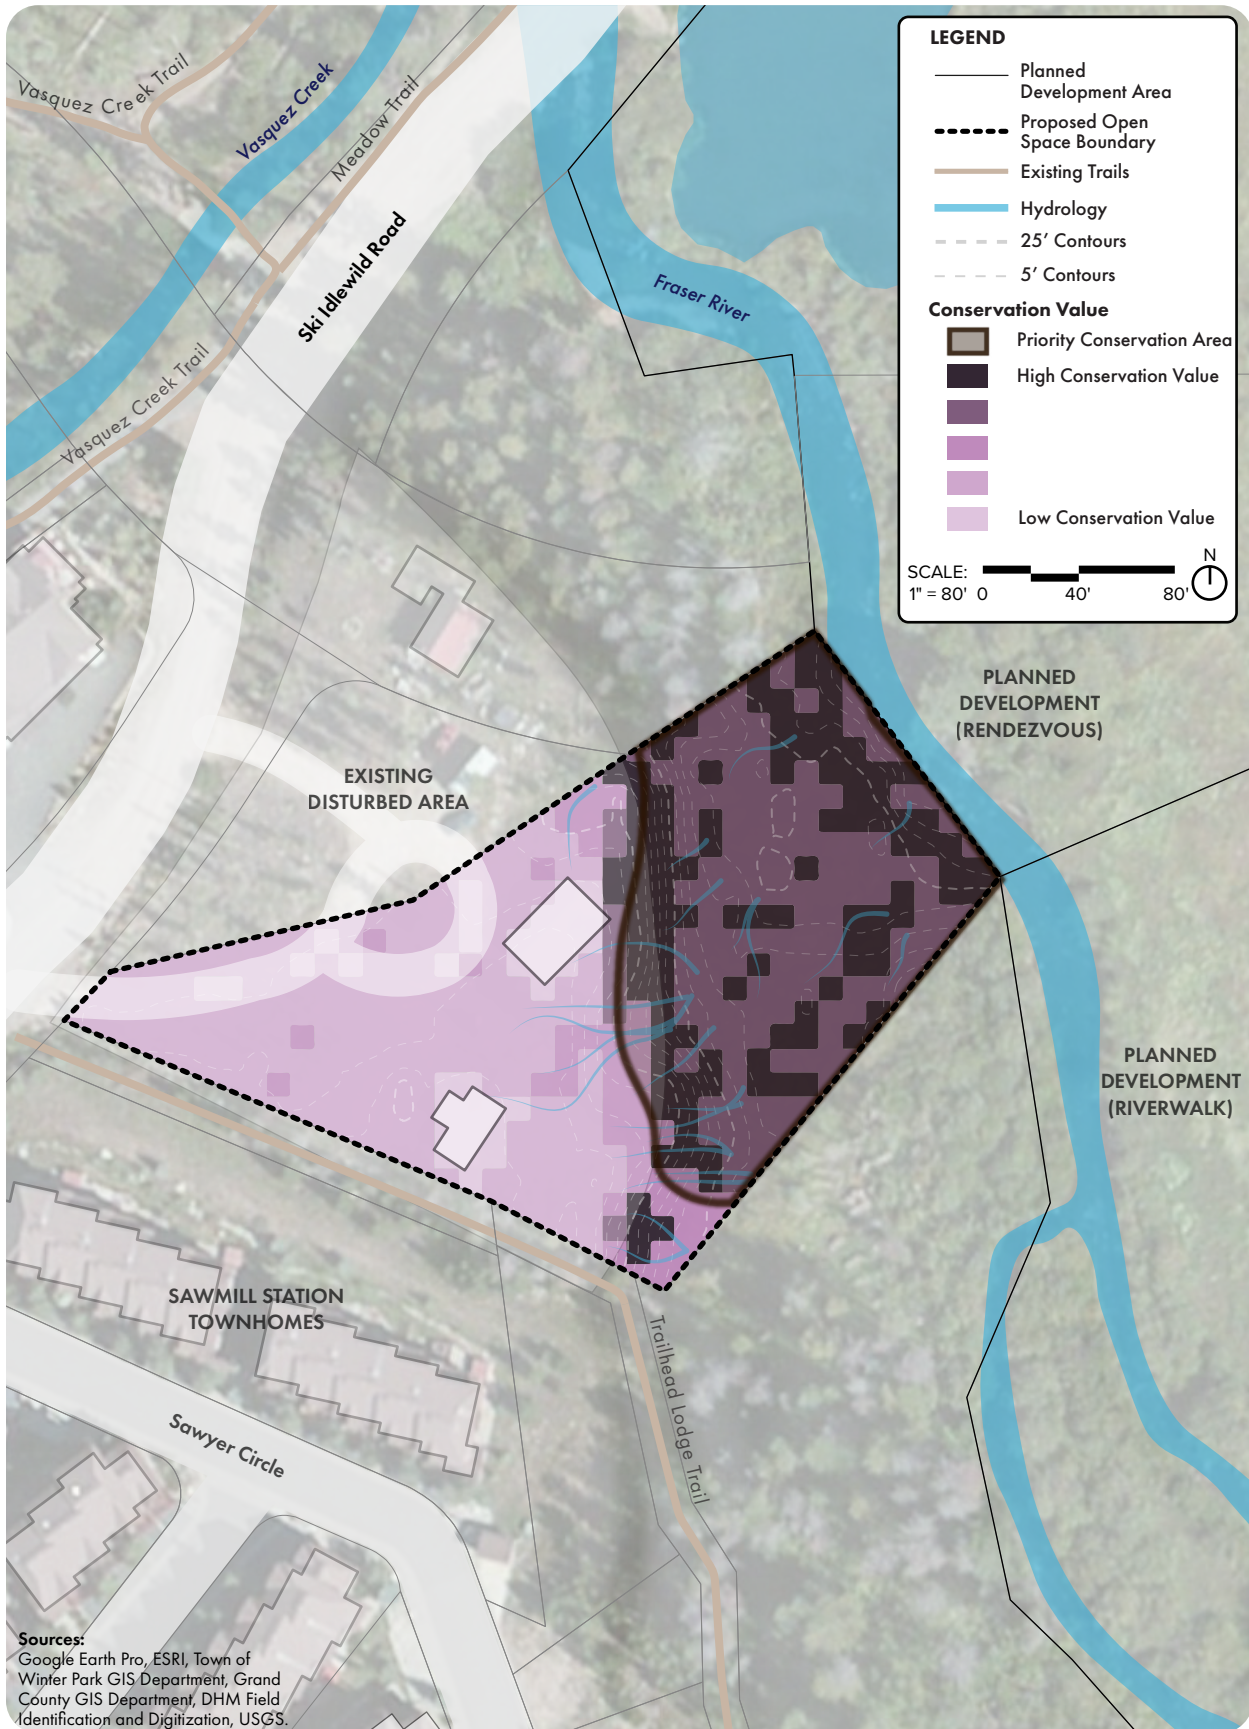 LEGEND
Planned
Development Area
Proposed Open
Space Boundary
Existing Trails
Hydrology
25' Contours
5' Contours
Conservation Value
Priority Conservation Area
High Conservation Value
Low Conservation Value
SCALE:
1" = 80'
0
40'
80'
N
Vasquez Creek Trail
Vasquez Creek
Meadow Trail
Ski Idlewild Road
Fraser River
Vasquez Creek Trail
PLANNED
DEVELOPMENT
(RENDEZVOUS)
EXISTING
DISTURBED AREA
PLANNED
DEVELOPMENT
(RIVERWALK)
SAWMILL STATION
TOWNHOMES
Trailhead Lodge Trail
Sawyer Circle
Sources:
Google Earth Pro, ESRI, Town of
Winter Park GIS Department, Grand
County GIS Department, DHM Field
Identification and Digitization, USGS.